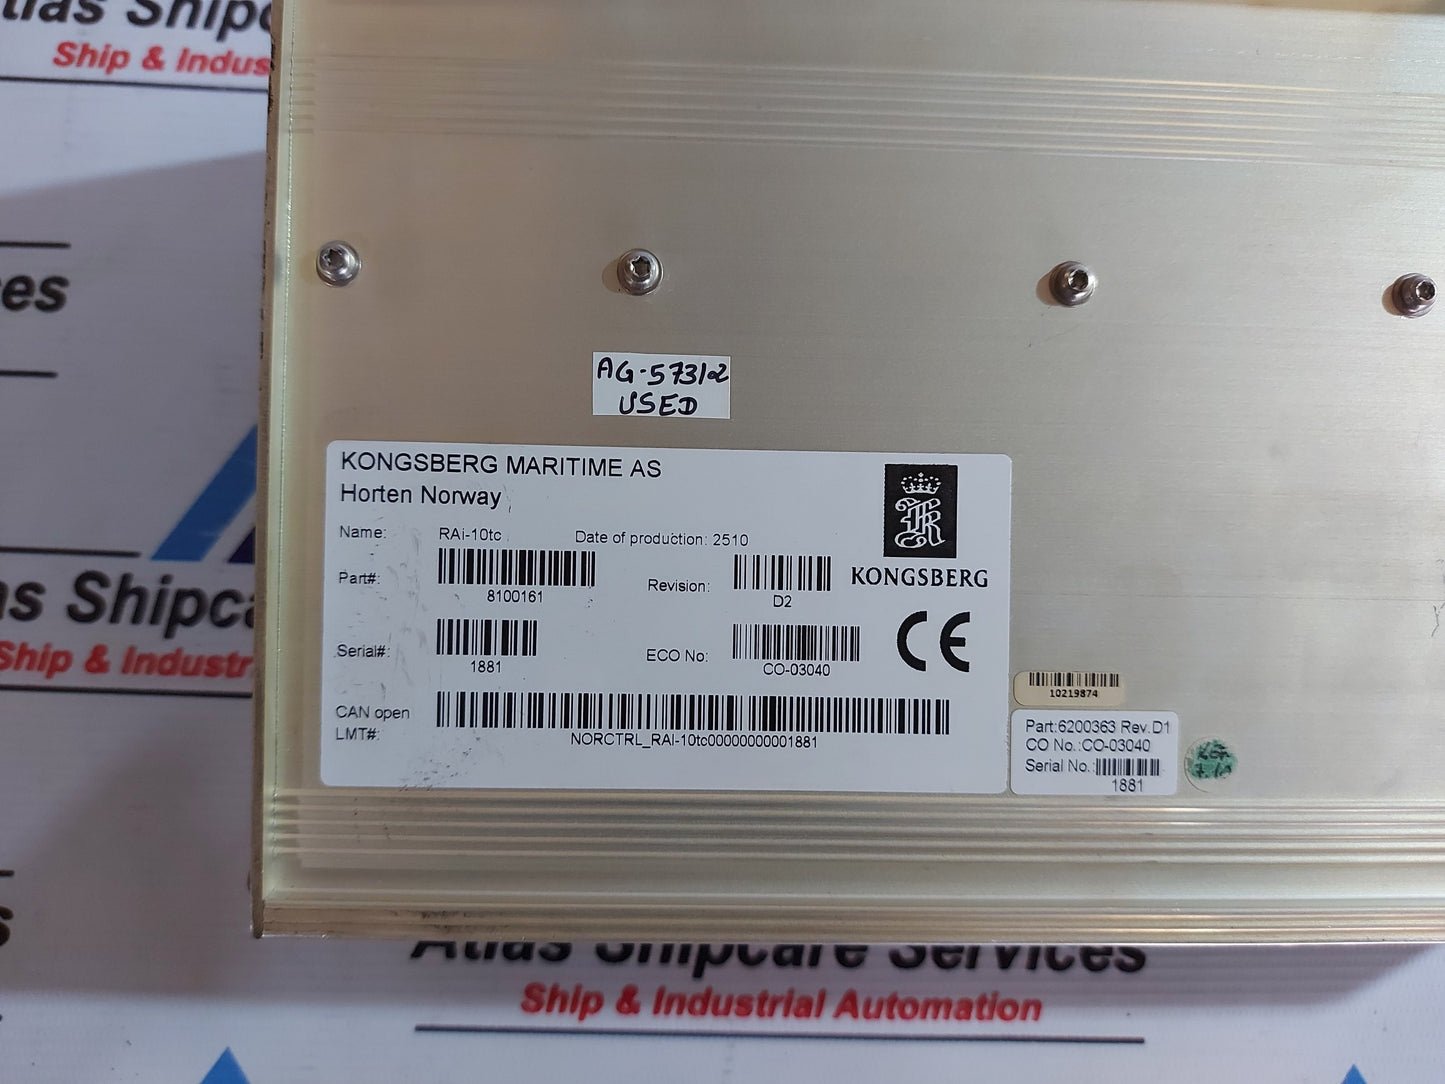 Atlas Shipc
Ship & Indus
es
AG-57312
USED
KONGSBERG MARITIME AS
Horten Norway
Name: RAi-10tc Date of production: 2510
Part#: 8100161 Revision: D2
KONGSBERG
CE
Serial#: 1881 ECO No: CO-03040
CAN open
LMT#: NORCTRL_RAi-10tc00000000001881
10219874
Part:6200363 Rev.D1
CO No.:CO-03040
Serial No.:
1881
as Shipca
Ship & Industr
s
Atlas Shipcare Services
Ship & Industrial Automation